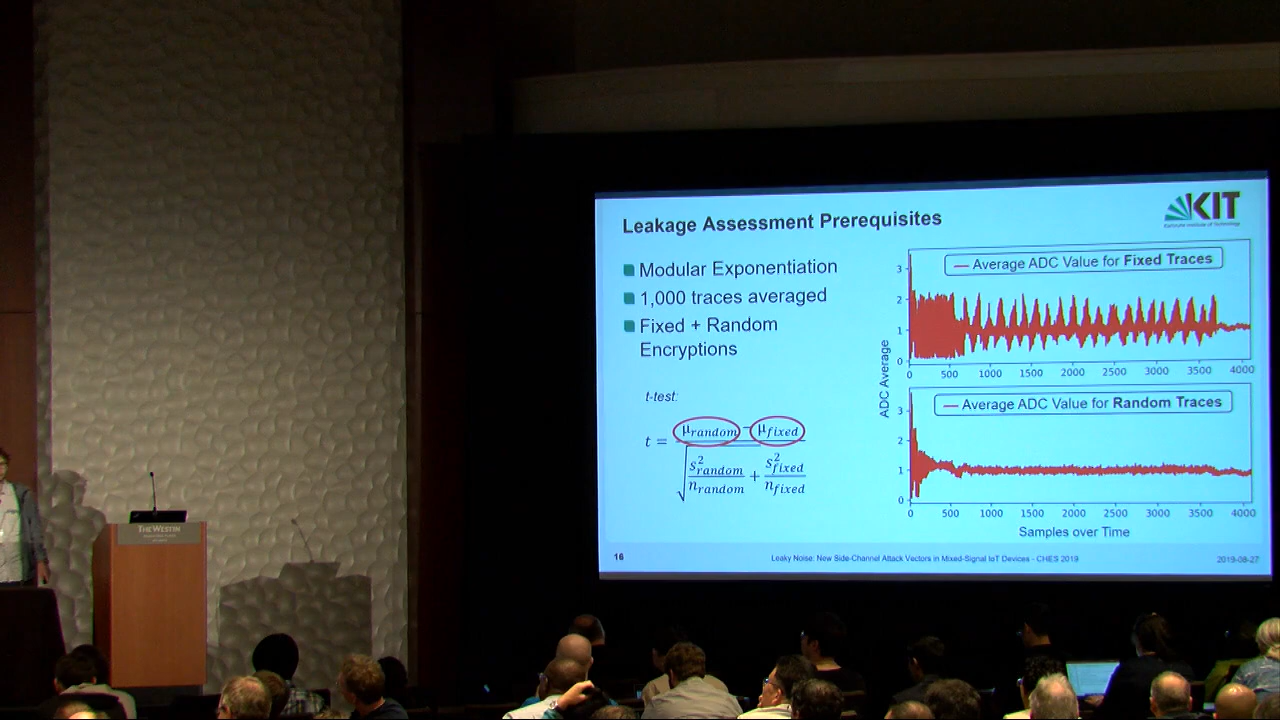 Leakage Assessment Prerequisites
KIT
Karlsruhe Institute of Technology
Modular Exponentiation
1,000 traces averaged
Fixed + Random
Encryptions
t-test:
t = μrandom − μfixed
s²random / nrandom + s²fixed / nfixed
ADC Average
Average ADC Value for Fixed Traces
3
2
1
0
0 500 1000 1500 2000 2500 3000 3500 4000
Average ADC Value for Random Traces
3
2
1
0
0 500 1000 1500 2000 2500 3000 3500 4000
Samples over Time
16
Leaky Noise: New Side-Channel Attack Vectors in Mixed-Signal IoT Devices - CHES 2019
2019-08-27
THE WESTIN